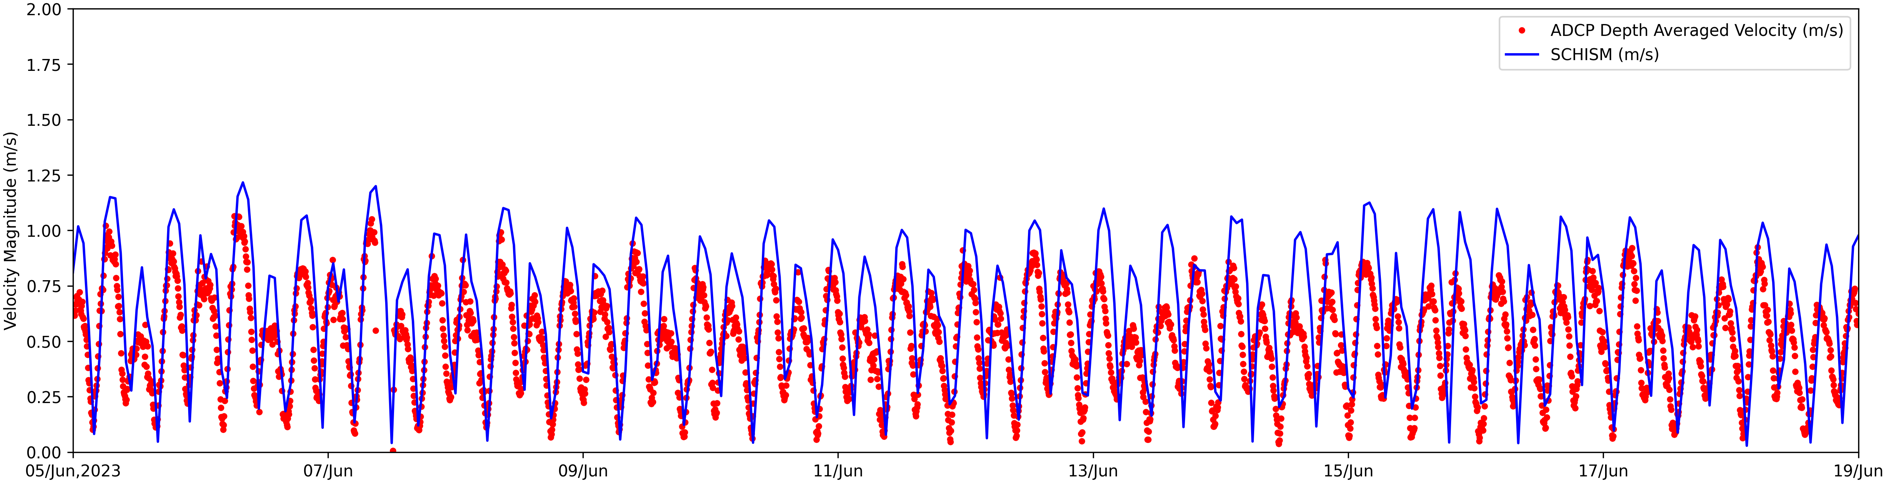 2.00
1.75
1.50
1.25
1.00
0.75
0.50
0.25
0.00
Velocity Magnitude (m/s)
ADCP Depth Averaged Velocity (m/s)
SCHISM (m/s)
05/Jun,2023
07/Jun
09/Jun
11/Jun
13/Jun
15/Jun
17/Jun
19/Jun